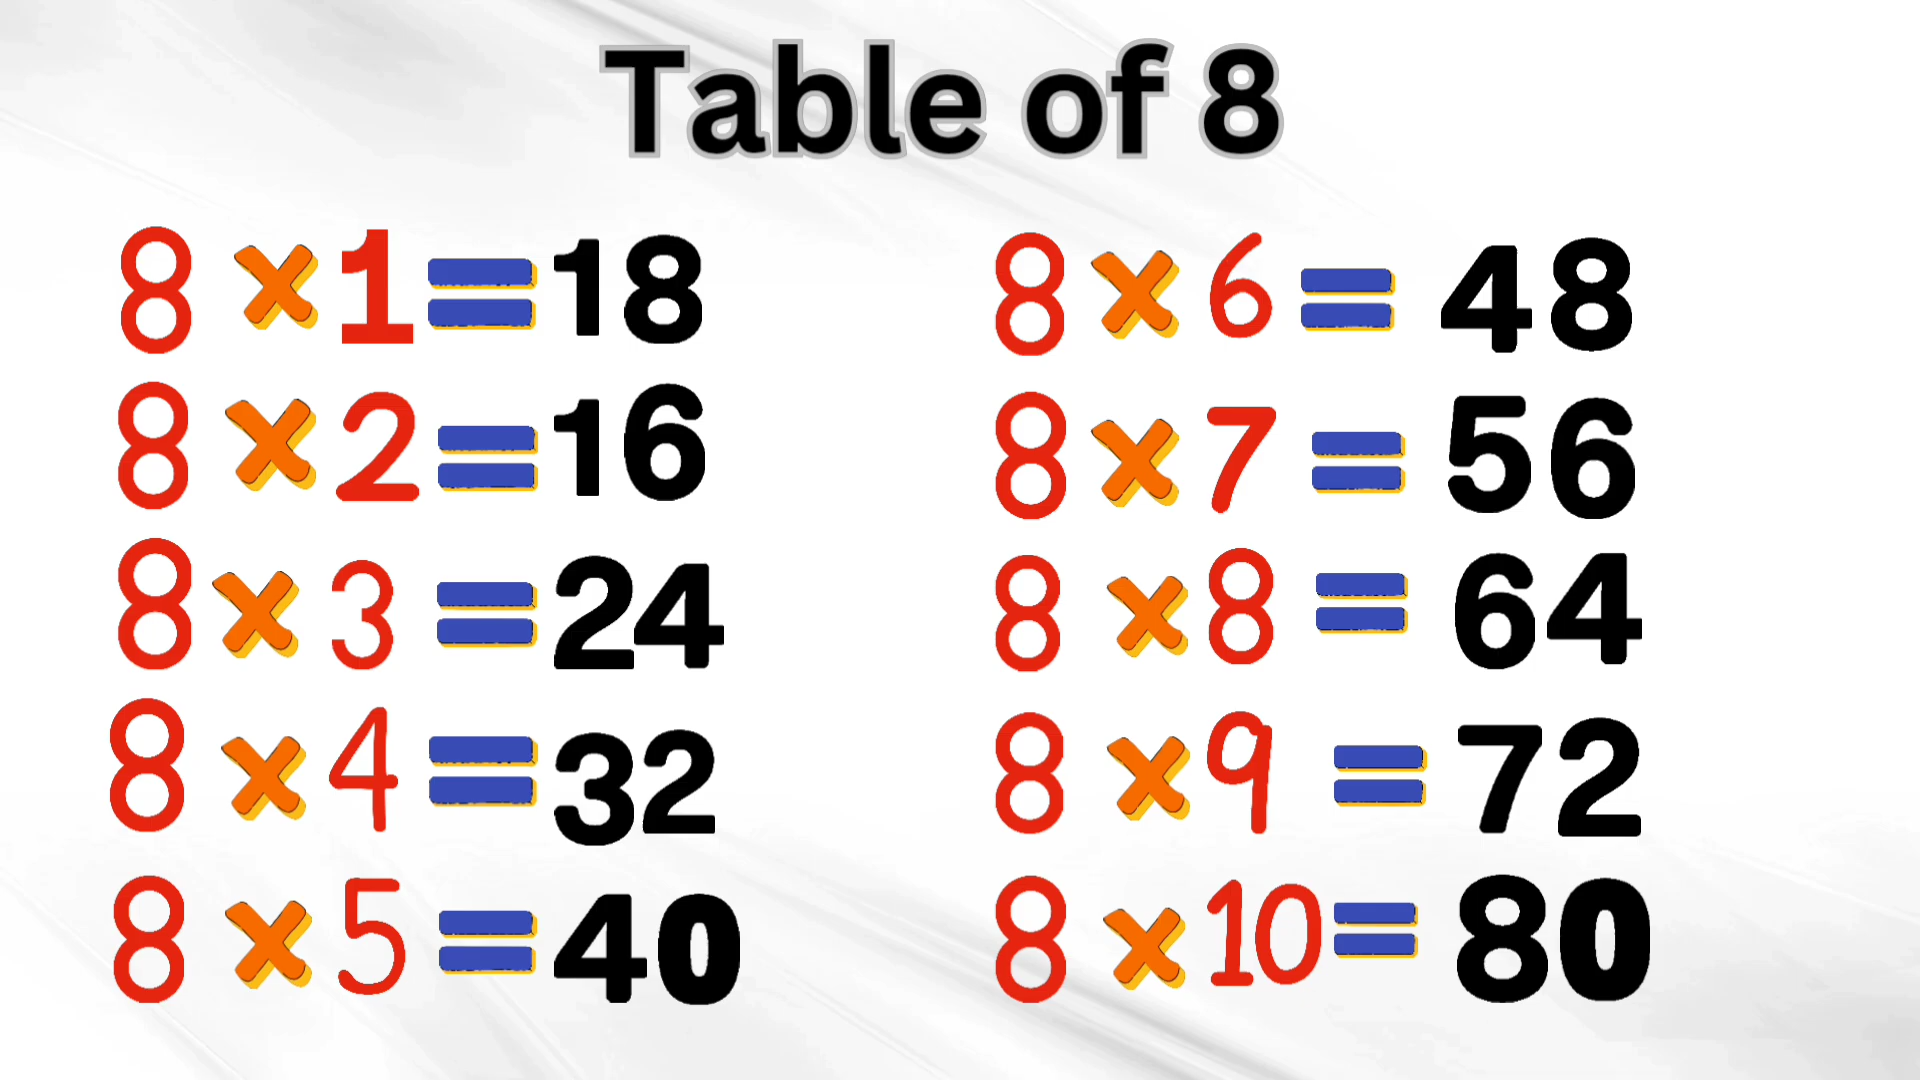 Table of 8
8 × 1 = 18
8 × 2 = 16
8 × 3 = 24
8 × 4 = 32
8 × 5 = 40
8 × 6 = 48
8 × 7 = 56
8 × 8 = 64
8 × 9 = 72
8 × 10 = 80